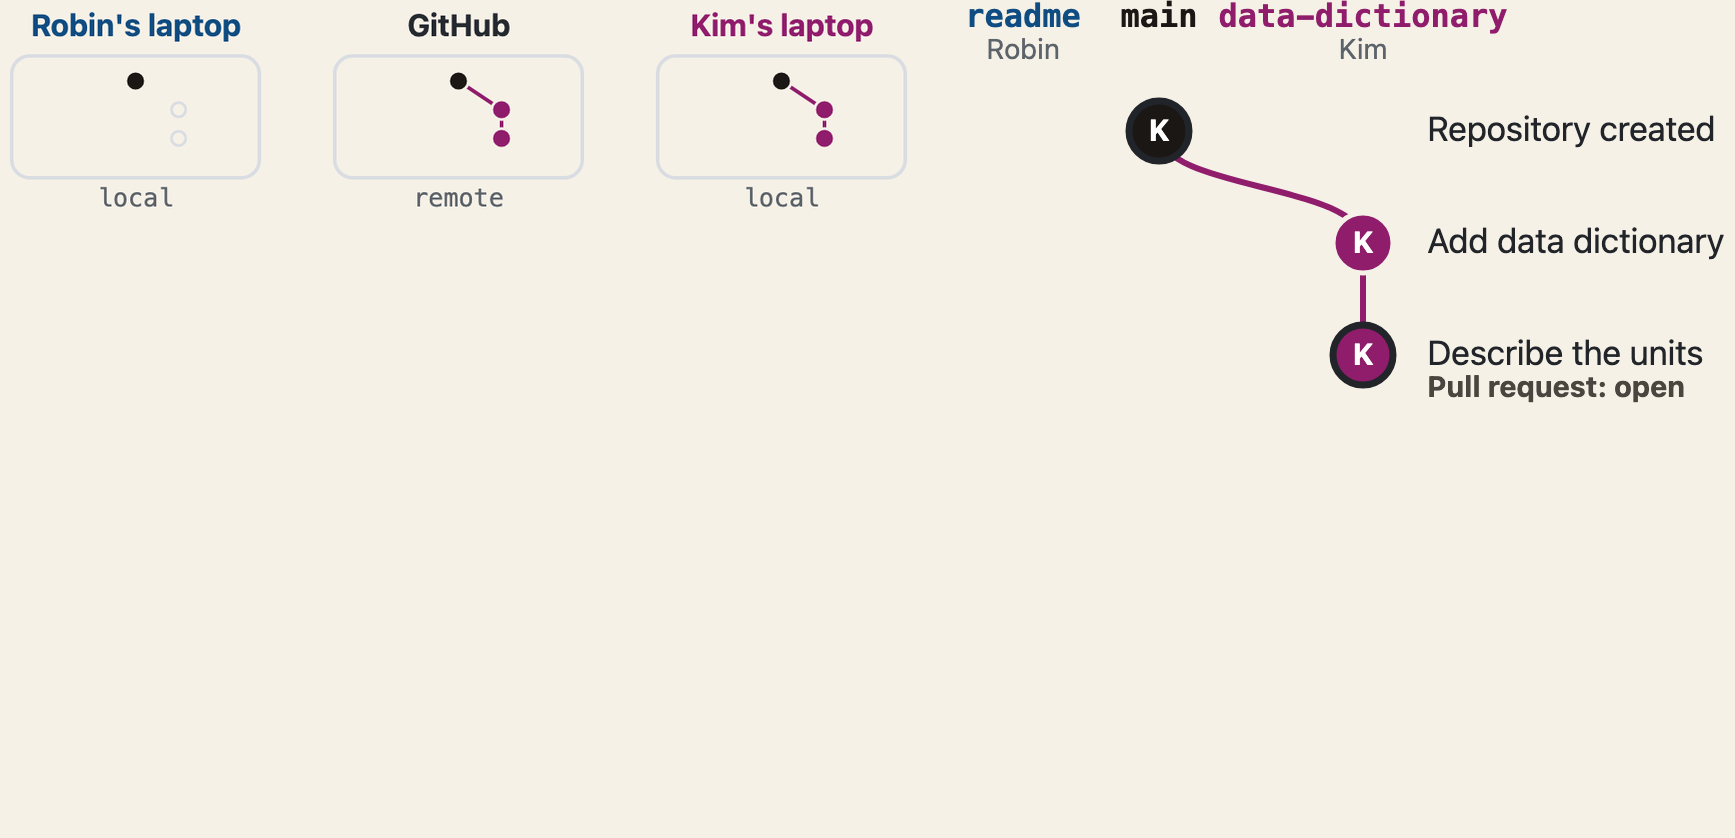 Robin's laptop
GitHub
Kim's laptop
local
remote
local
readme main data-dictionary
Robin
Kim
K
Repository created
K
Add data dictionary
K
Describe the units
Pull request: open